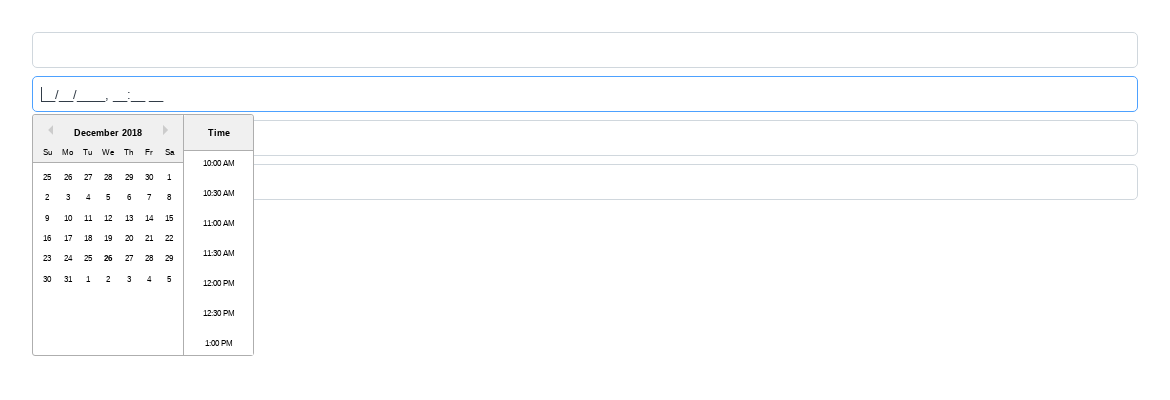 __/__/____, __:__ __
December 2018
Time
Su Mo Tu We Th Fr Sa
25 26 27 28 29 30 1
2 3 4 5 6 7 8
9 10 11 12 13 14 15
16 17 18 19 20 21 22
23 24 25 26 27 28 29
30 31 1 2 3 4 5
10:00 AM
10:30 AM
11:00 AM
11:30 AM
12:00 PM
12:30 PM
1:00 PM